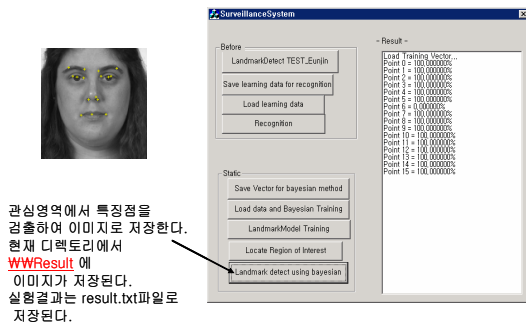 SurveillanceSystem
Before
LandmarkDetect TEST_Eunjin
Save learning data for recognition
Load learning data
Recognition
Static
Save Vector for bayesian method
Load data and Bayesian Training
LandmarkModel Training
Locate Region of Interest
Landmark detect using bayesian
- Result -
Load Training Vector...
Point 0 = 100,000000%
Point 1 = 100,000000%
Point 2 = 100,000000%
Point 3 = 100,000000%
Point 4 = 100,000000%
Point 5 = 100,000000%
Point 6 = 0,000000%
Point 7 = 100,000000%
Point 8 = 100,000000%
Point 9 = 100,000000%
Point 10 = 100,000000%
Point 11 = 100,000000%
Point 12 = 100,000000%
Point 13 = 100,000000%
Point 14 = 100,000000%
Point 15 = 100,000000%
관심영역에서 특징점을
검출하여 이미지로 저장한다.
현재 디렉토리에서
₩₩Result 에
이미지가 저장된다.
실험결과는 result.txt파일로
저장된다.